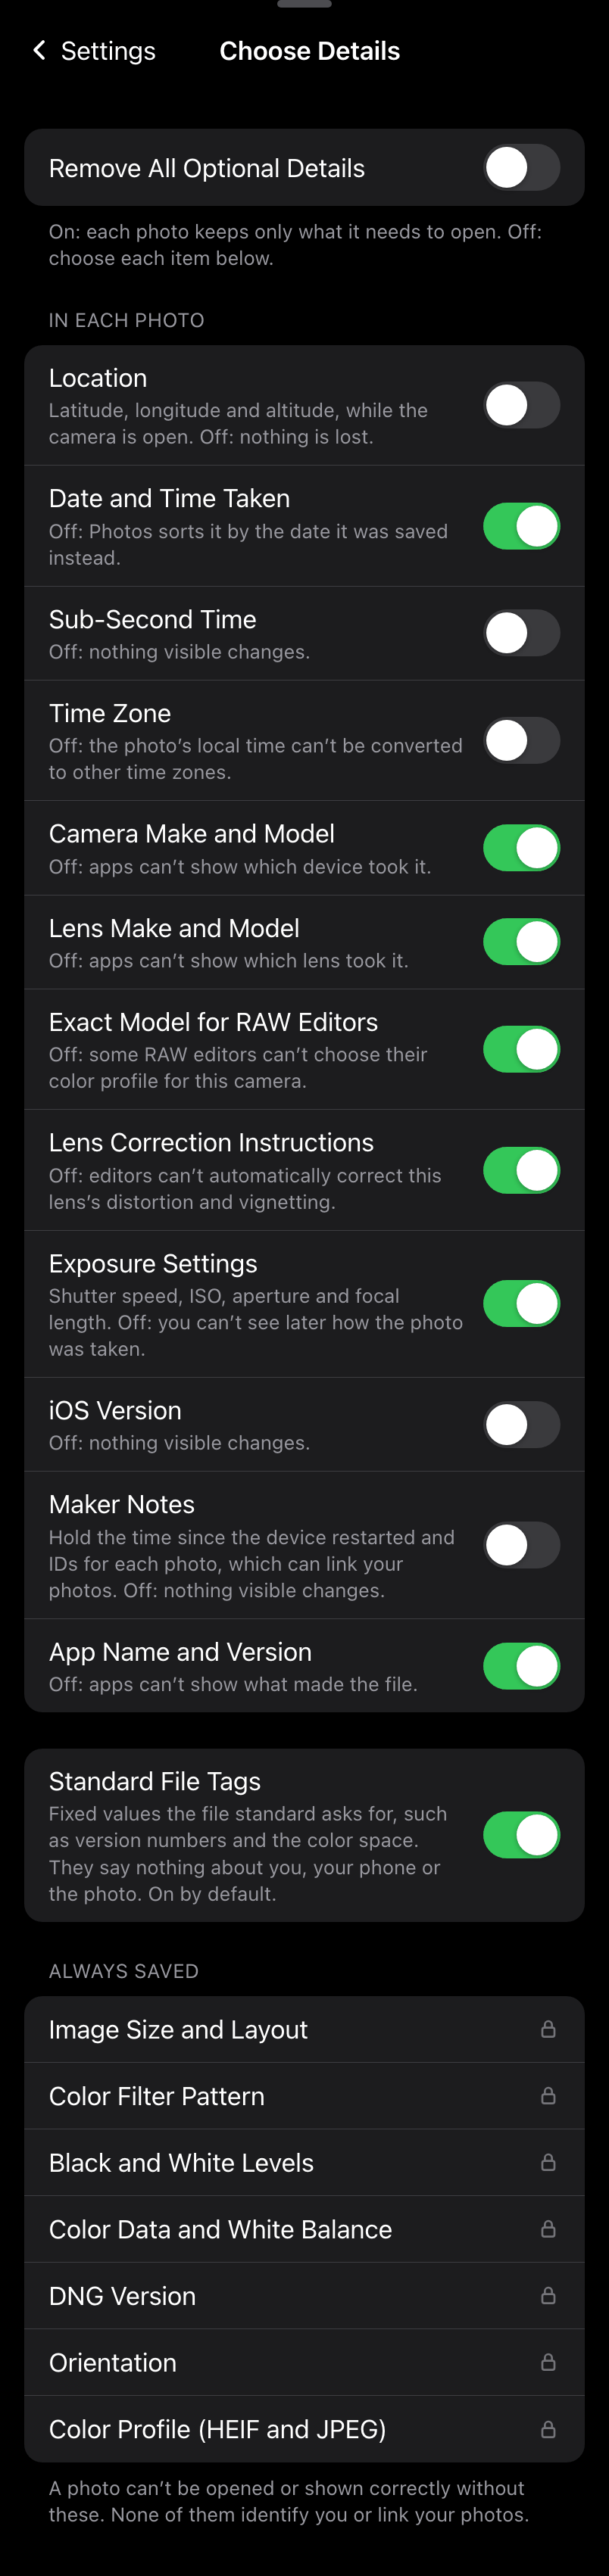 Settings
Choose Details
Remove All Optional Details
On: each photo keeps only what it needs to open. Off:
choose each item below.
IN EACH PHOTO
Location
Latitude, longitude and altitude, while the
camera is open. Off: nothing is lost.
Date and Time Taken
Off: Photos sorts it by the date it was saved
instead.
Sub-Second Time
Off: nothing visible changes.
Time Zone
Off: the photo’s local time can’t be converted
to other time zones.
Camera Make and Model
Off: apps can’t show which device took it.
Lens Make and Model
Off: apps can’t show which lens took it.
Exact Model for RAW Editors
Off: some RAW editors can’t choose their
color profile for this camera.
Lens Correction Instructions
Off: editors can’t automatically correct this
lens’s distortion and vignetting.
Exposure Settings
Shutter speed, ISO, aperture and focal
length. Off: you can’t see later how the photo
was taken.
iOS Version
Off: nothing visible changes.
Maker Notes
Hold the time since the device restarted and
IDs for each photo, which can link your
photos. Off: nothing visible changes.
App Name and Version
Off: apps can’t show what made the file.
Standard File Tags
Fixed values the file standard asks for, such
as version numbers and the color space.
They say nothing about you, your phone or
the photo. On by default.
ALWAYS SAVED
Image Size and Layout
Color Filter Pattern
Black and White Levels
Color Data and White Balance
DNG Version
Orientation
Color Profile (HEIF and JPEG)
A photo can’t be opened or shown correctly without
these. None of them identify you or link your photos.